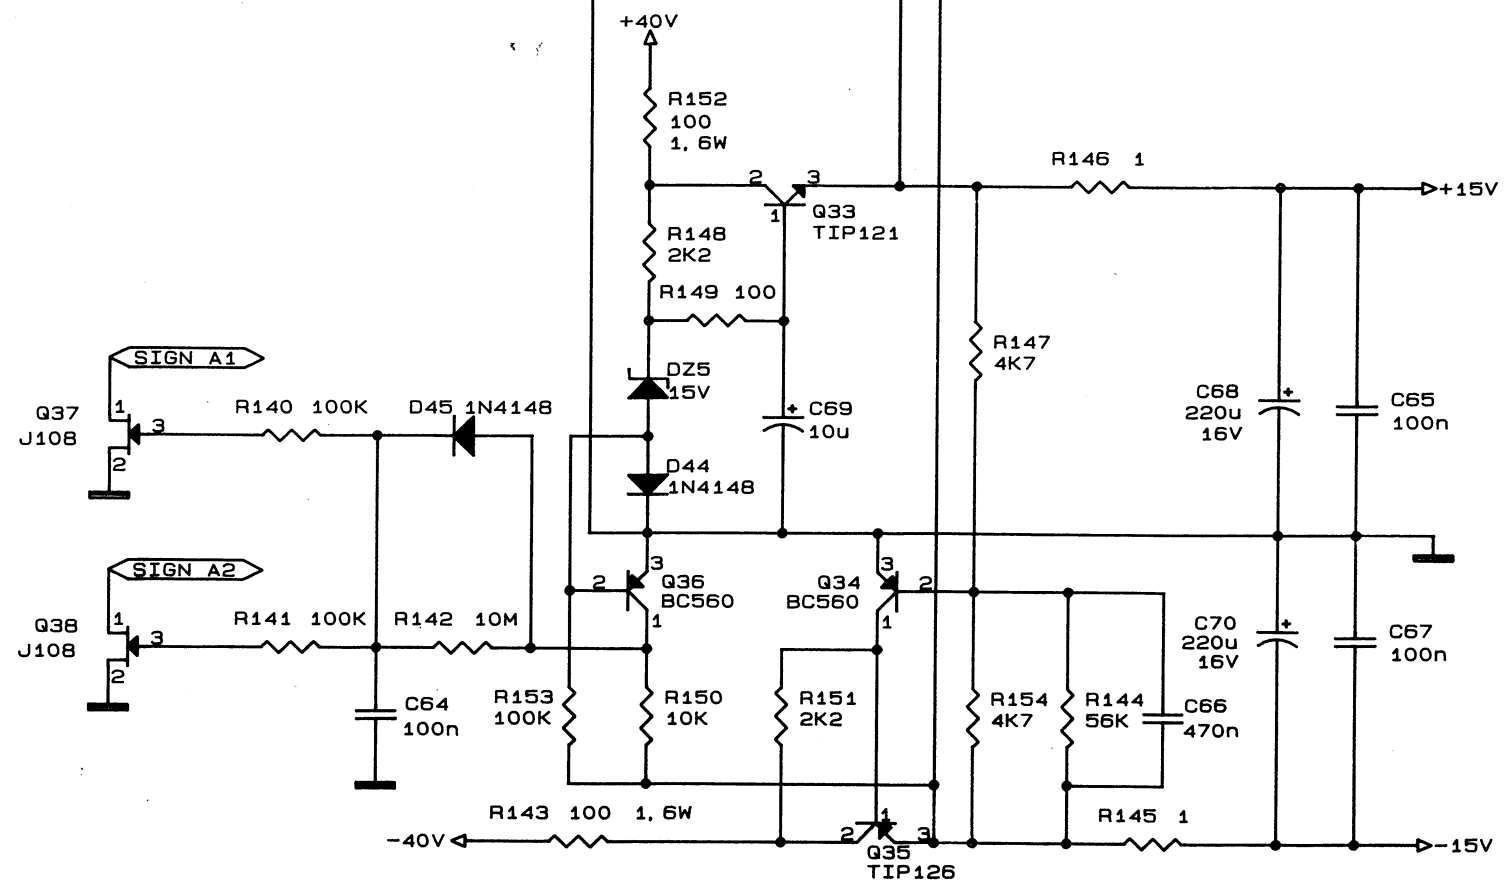 +40V
R152
100
1,6W
R146 1
2
3
+15V
1
Q33
TIP121
R148
2K2
R149 100
R147
4K7
SIGN A1
DZ5
15V
Q37
J108
1
3
2
R140 100K
D45 1N4148
+
C69
10u
C68
220u
16V
+
C65
100n
D44
1N4148
SIGN A2
3
2
Q36
BC560
1
Q34
BC560
3
2
1
Q38
J108
1
3
2
R141 100K
R142 10M
C70
220u
16V
+
C67
100n
C64
100n
R153
100K
R150
10K
R151
2K2
R154
4K7
R144
56K
C66
470n
R143 100 1,6W
R145 1
-40V
2
1
3
Q35
TIP126
-15V